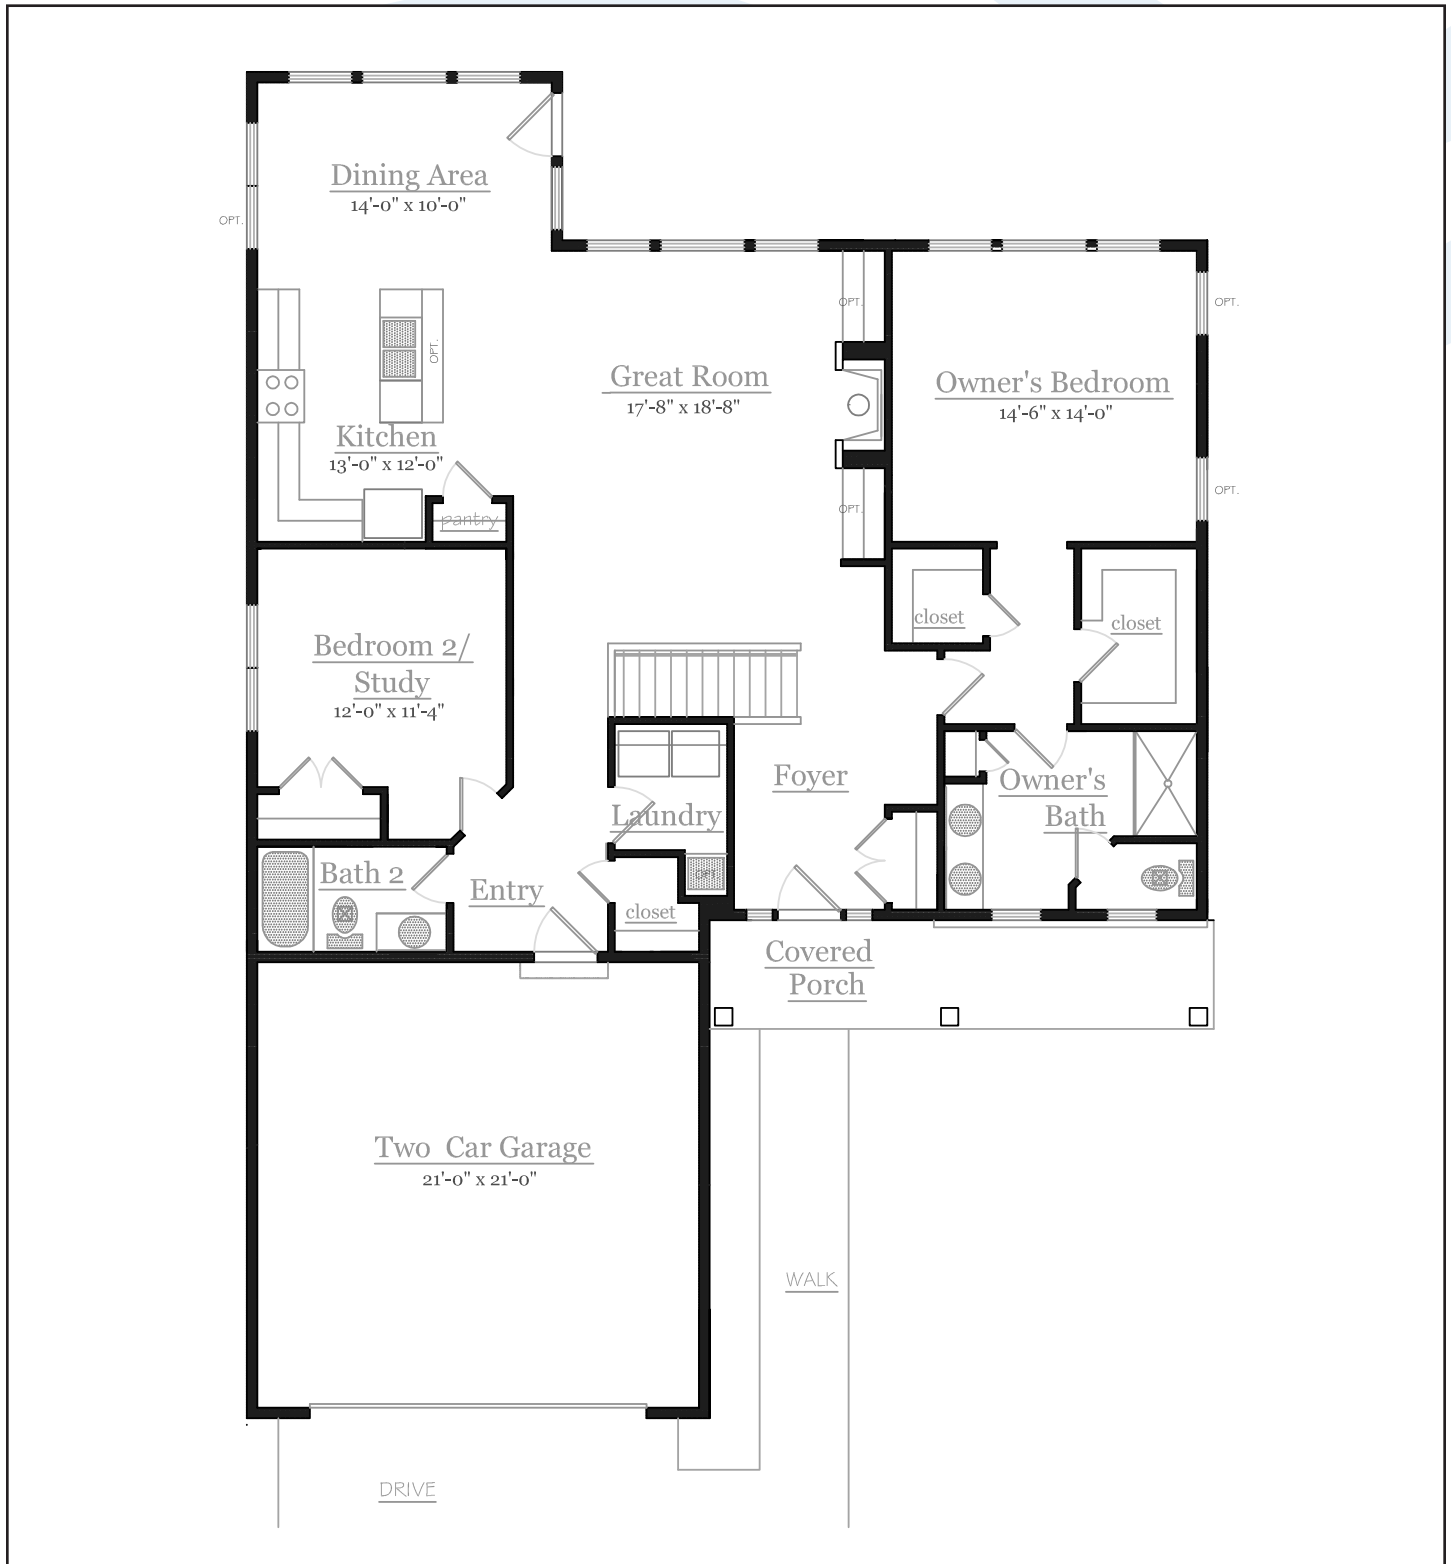 Dining Area
14'-0" x 10'-0"
OPT.
OPT.
OPT.
OPT.
Great Room
17'-8" x 18'-8"
Owner's Bedroom
14'-6" x 14'-0"
Kitchen
13'-0" x 12'-0"
OPT.
OPT.
pantry
closet
closet
Bedroom 2/
Study
12'-0" x 11'-4"
Foyer
Owner's
Bath
Laundry
Bath 2
OPT
Entry
closet
Covered
Porch
Two Car Garage
21'-0" x 21'-0"
WALK
DRIVE